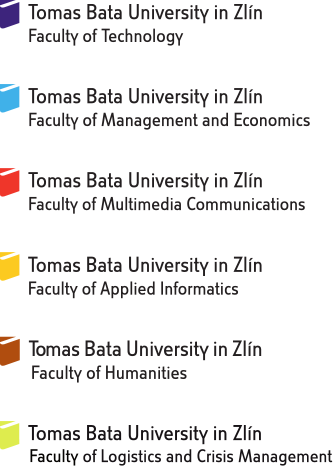 Tomas Bata University in Zlín
Faculty of Technology
Tomas Bata University in Zlín
Faculty of Management and Economics
Tomas Bata University in Zlín
Faculty of Multimedia Communications
Tomas Bata University in Zlín
Faculty of Applied Informatics
Tomas Bata University in Zlín
Faculty of Humanities
Tomas Bata University in Zlín
Faculty of Logistics and Crisis Management